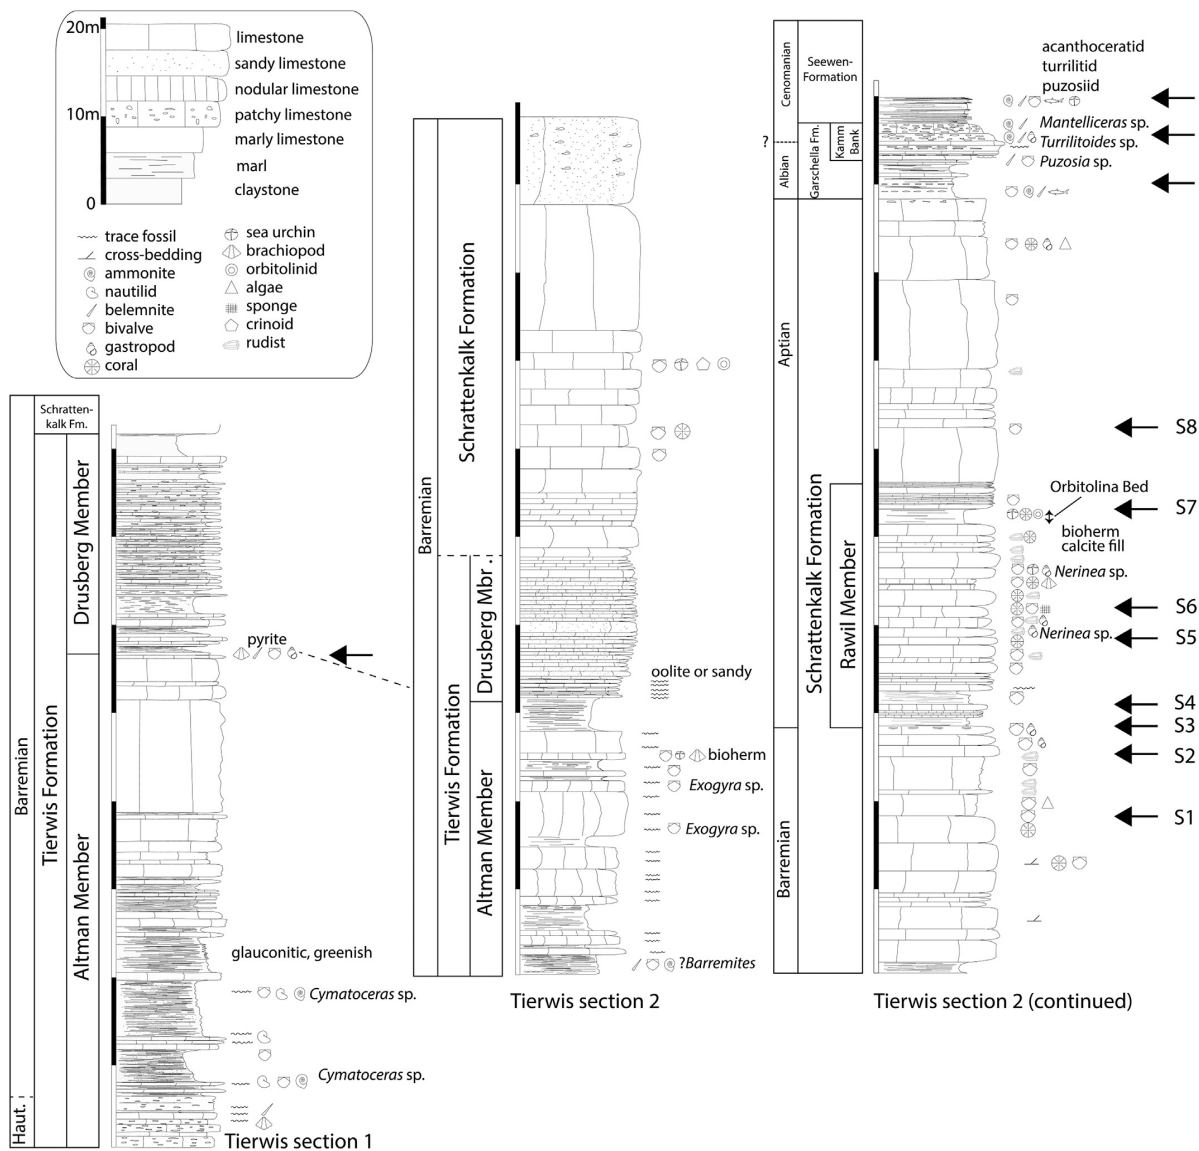 20m
10m
0
limestone
sandy limestone
nodular limestone
patchy limestone
marly limestone
marl
claystone
trace fossil
cross-bedding
ammonite
nautilid
belemnite
bivalve
gastropod
coral
sea urchin
brachiopod
orbitolinid
algae
sponge
crinoid
rudist
Schratten-
kalk Fm.
Drusberg Member
Barremian
Tierwis Formation
Altman Member
Haut.
pyrite
glauconitic, greenish
Cymatoceras sp.
Cymatoceras sp.
Tierwis section 1
Barremian
Schrattenkalk Formation
Tierwis Formation
Drusberg Mbr.
Altman Member
oolite or sandy
bioherm
Exogyra sp.
Exogyra sp.
?Barremites
Tierwis section 2
Cenomanian
Seewen-
Formation
?
Albian
Garschella Fm.
Kamm
Bank
Aptian
Schrattenkalk Formation
Rawil Member
Barremian
acanthoceratid
turrilitid
puzosiid
Mantelliceras sp.
Turrilitoides sp.
Puzosia sp.
S8
Orbitolina Bed
S7
bioherm
calcite fill
Nerinea sp.
S6
Nerinea sp.
S5
S4
S3
S2
S1
Tierwis section 2 (continued)